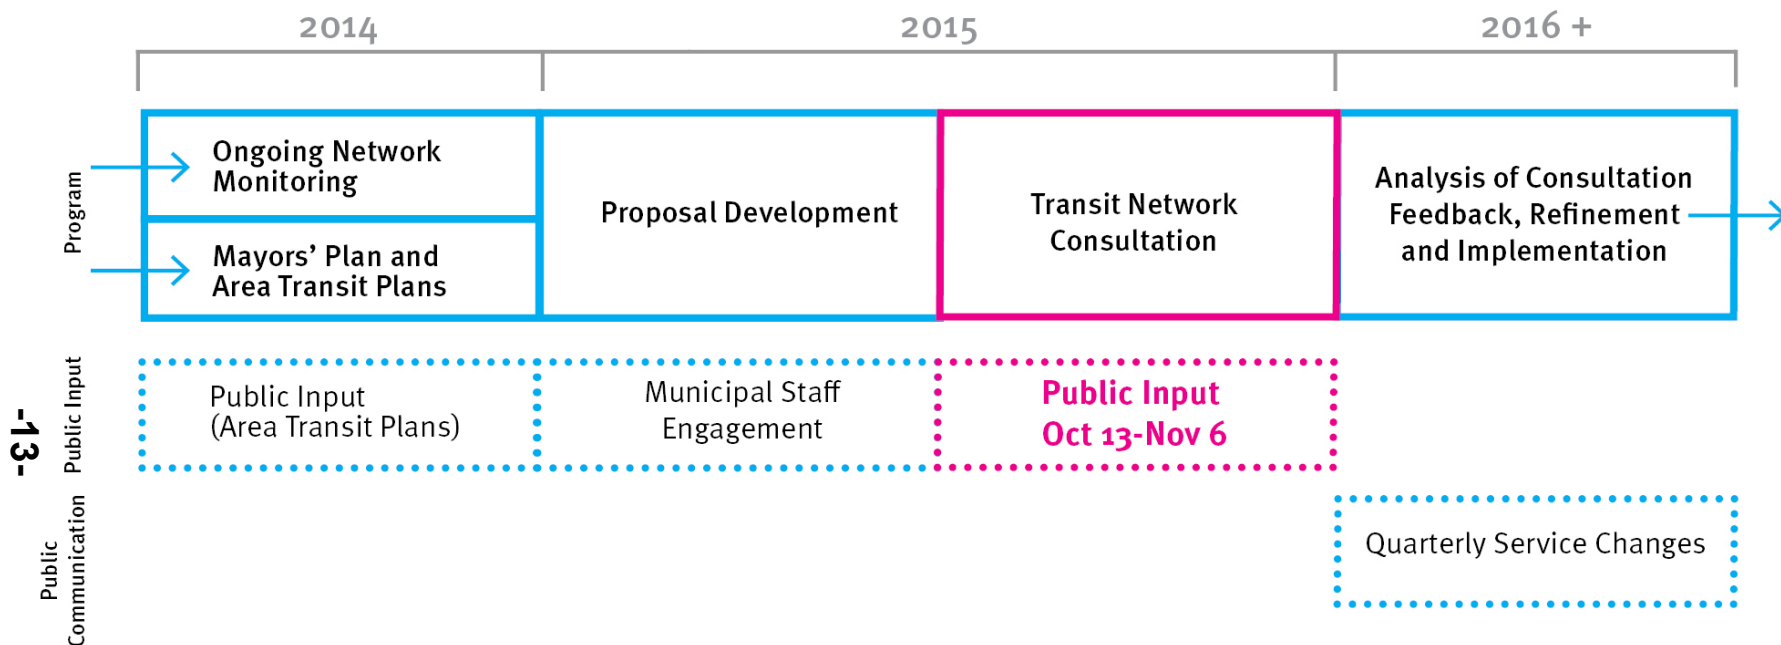 2014
2015
2016 +
Program
Ongoing Network
Monitoring
Mayors’ Plan and
Area Transit Plans
Proposal Development
Transit Network
Consultation
Analysis of Consultation
Feedback, Refinement
and Implementation
-13-
Public Input
Public Input
(Area Transit Plans)
Municipal Staff
Engagement
Public Input
Oct 13-Nov 6
Public
Communication
Quarterly Service Changes